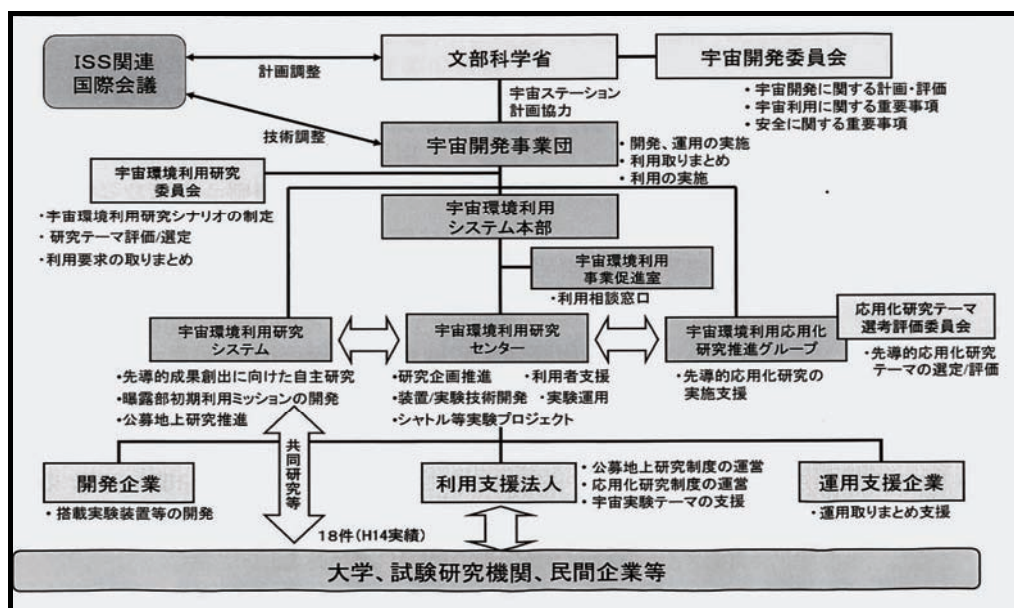 ISS関連
国際会議
計画調整
文部科学省
宇宙開発委員会
・宇宙開発に関する計画・評価
・宇宙利用に関する重要事項
・安全に関する重要事項
宇宙ステーション
計画協力
技術調整
宇宙開発事業団
・開発、運用の実施
・利用取りまとめ
・利用の実施
宇宙環境利用研究
委員会
・宇宙環境利用研究シナリオの制定
・研究テーマ評価/選定
・利用要求の取りまとめ
宇宙環境利用
システム本部
宇宙環境利用
事業促進室
・利用相談窓口
宇宙環境利用研究
システム
・先導的成果創出に向けた自主研究
・曝露部初期利用ミッションの開発
・公募地上研究推進
宇宙環境利用研究
センター
・研究企画推進 ・利用者支援
・装置/実験技術開発 ・実験運用
・シャトル等実験プロジェクト
宇宙環境利用応用化
研究推進グループ
・先導的応用化研究の
実施支援
応用化研究テーマ
選考評価委員会
・先導的応用化研究
テーマの選定/評価
開発企業
・搭載実験装置等の開発
共同研究等
18件(H14実績)
利用支援法人
・公募地上研究制度の運営
・応用化研究制度の運営
・宇宙実験テーマの支援
運用支援企業
・運用取りまとめ支援
大学、試験研究機関、民間企業等